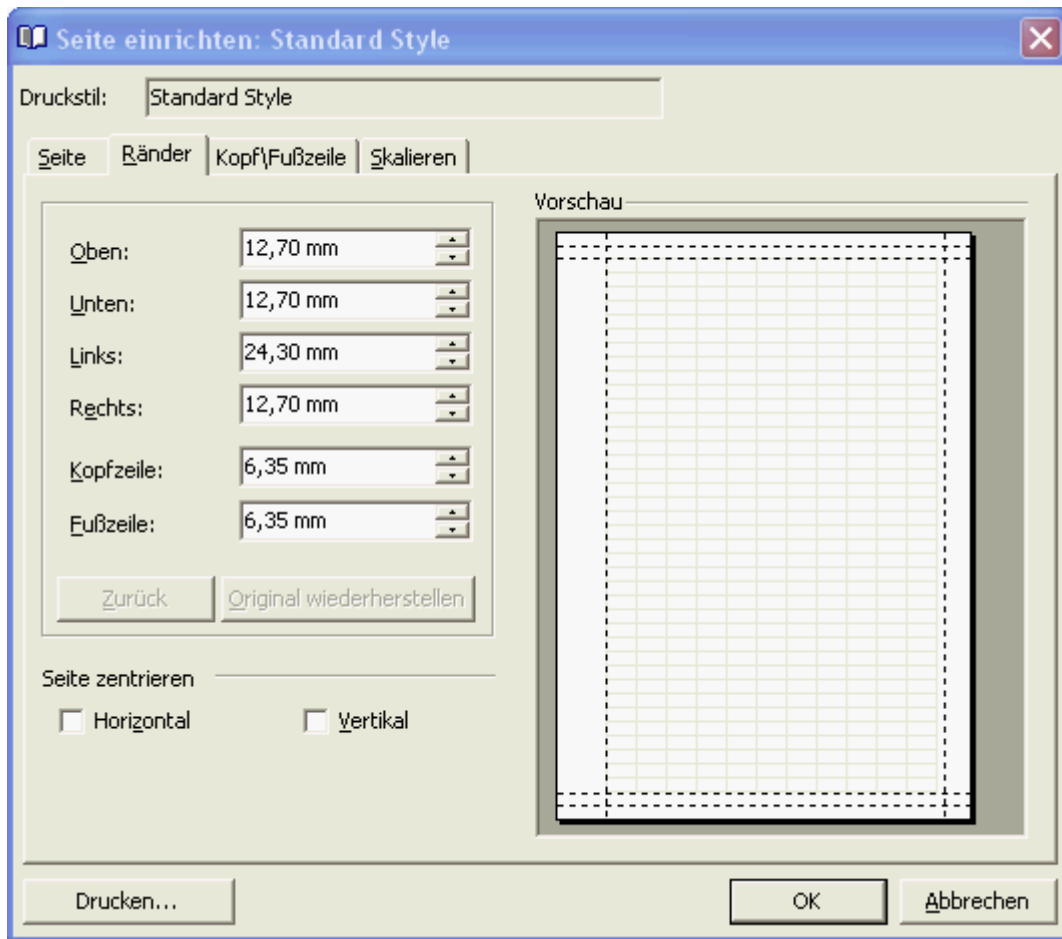 Seite einrichten: Standard Style
Druckstil: Standard Style
Seite Ränder Kopf\Fußzeile Skalieren
Vorschau
Oben: 12,70 mm
Unten: 12,70 mm
Links: 24,30 mm
Rechts: 12,70 mm
Kopfzeile: 6,35 mm
Fußzeile: 6,35 mm
Zurück Original wiederherstellen
Seite zentrieren
Horizontal Vertikal
Drucken... OK Abbrechen